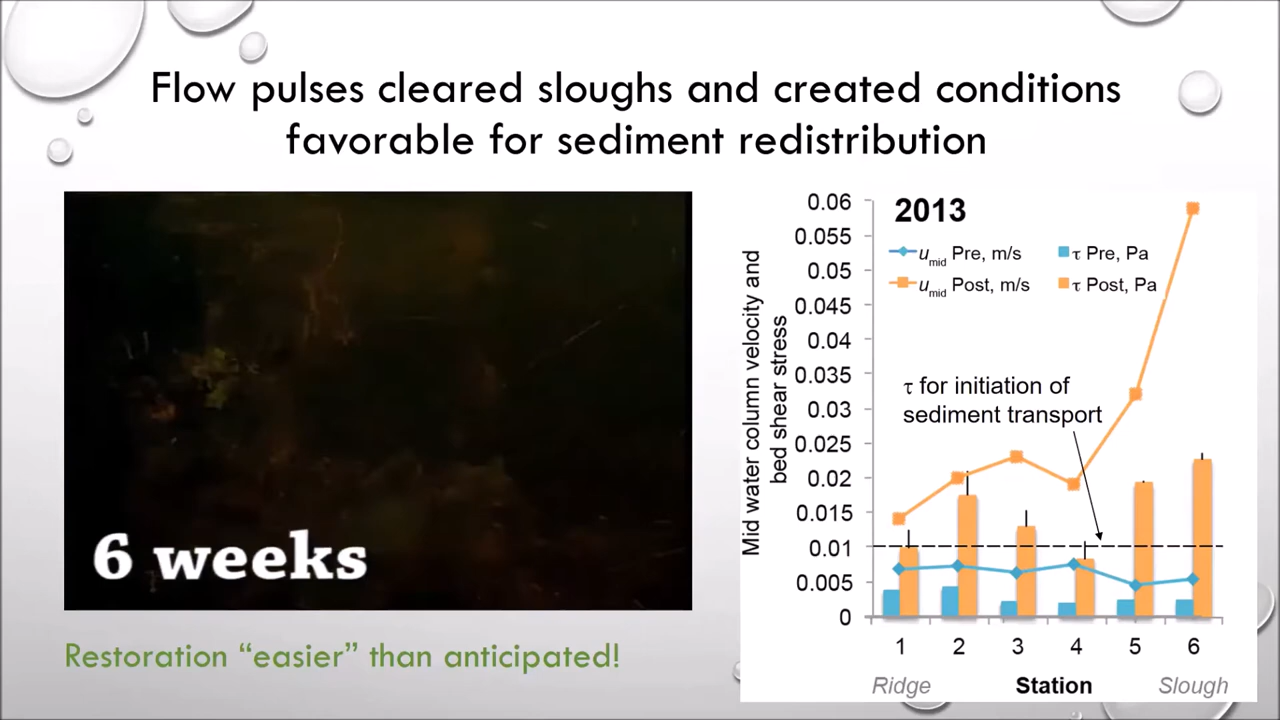 Flow pulses cleared sloughs and created conditions
favorable for sediment redistribution
6 weeks
Restoration “easier” than anticipated!
Mid water column velocity and
bed shear stress
0.06
0.055
0.05
0.045
0.04
0.035
0.03
0.025
0.02
0.015
0.01
0.005
0
2013
umid Pre, m/s
τ Pre, Pa
umid Post, m/s
τ Post, Pa
τ for initiation of
sediment transport
1 2 3 4 5 6
Ridge Station Slough